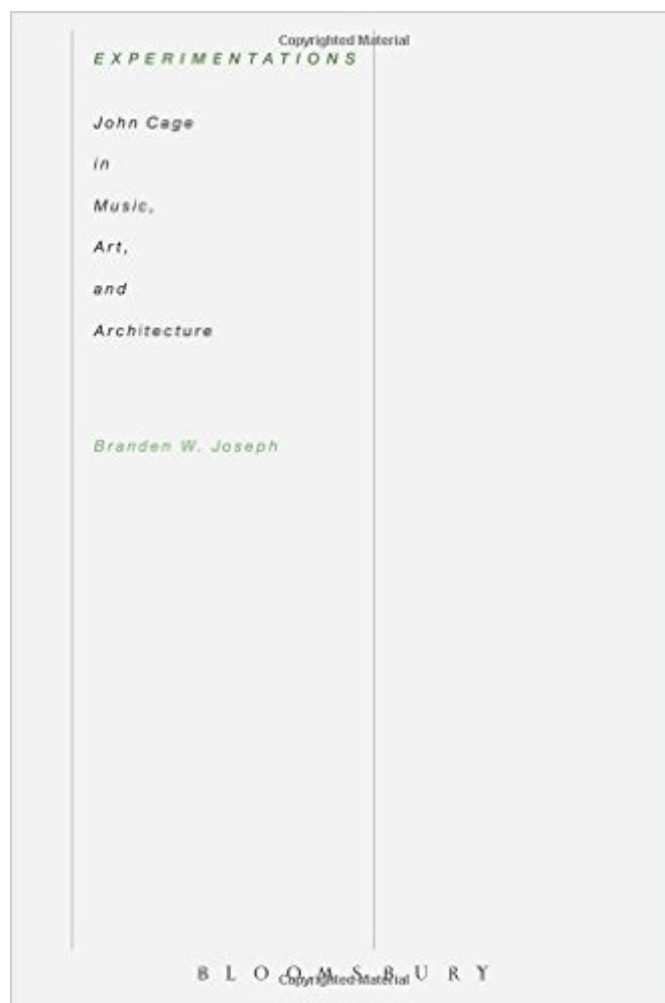 Copyrighted Material
EXPERIMENTATIONS
John Cage
in
Music,
Art,
and
Architecture
Branden W. Joseph
BLOOMSBURY
Copyrighted Material